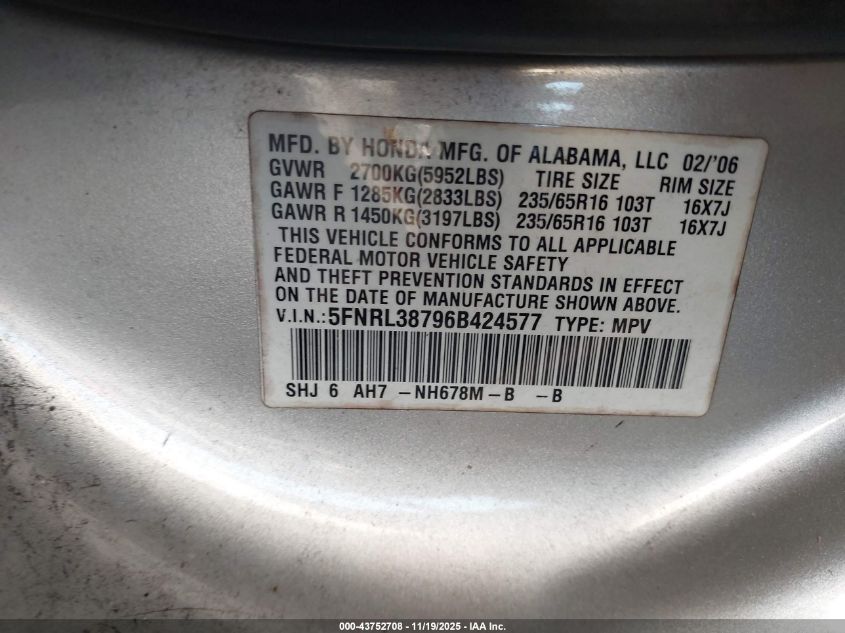 MFD. BY HONDA MFG. OF ALABAMA, LLC 02/'06
GVWR 2700KG(5952LBS) TIRE SIZE RIM SIZE
GAWR F 1285KG(2833LBS) 235/65R16 103T 16X7J
GAWR R 1450KG(3197LBS) 235/65R16 103T 16X7J
THIS VEHICLE CONFORMS TO ALL APPLICABLE
FEDERAL MOTOR VEHICLE SAFETY
AND THEFT PREVENTION STANDARDS IN EFFECT
ON THE DATE OF MANUFACTURE SHOWN ABOVE.
V.I.N.: 5FNRL38796B424577 TYPE: MPV
SHJ 6 AH7 -NH678M-B -B
000-43752708 - 11/19/2025 - IAA Inc.